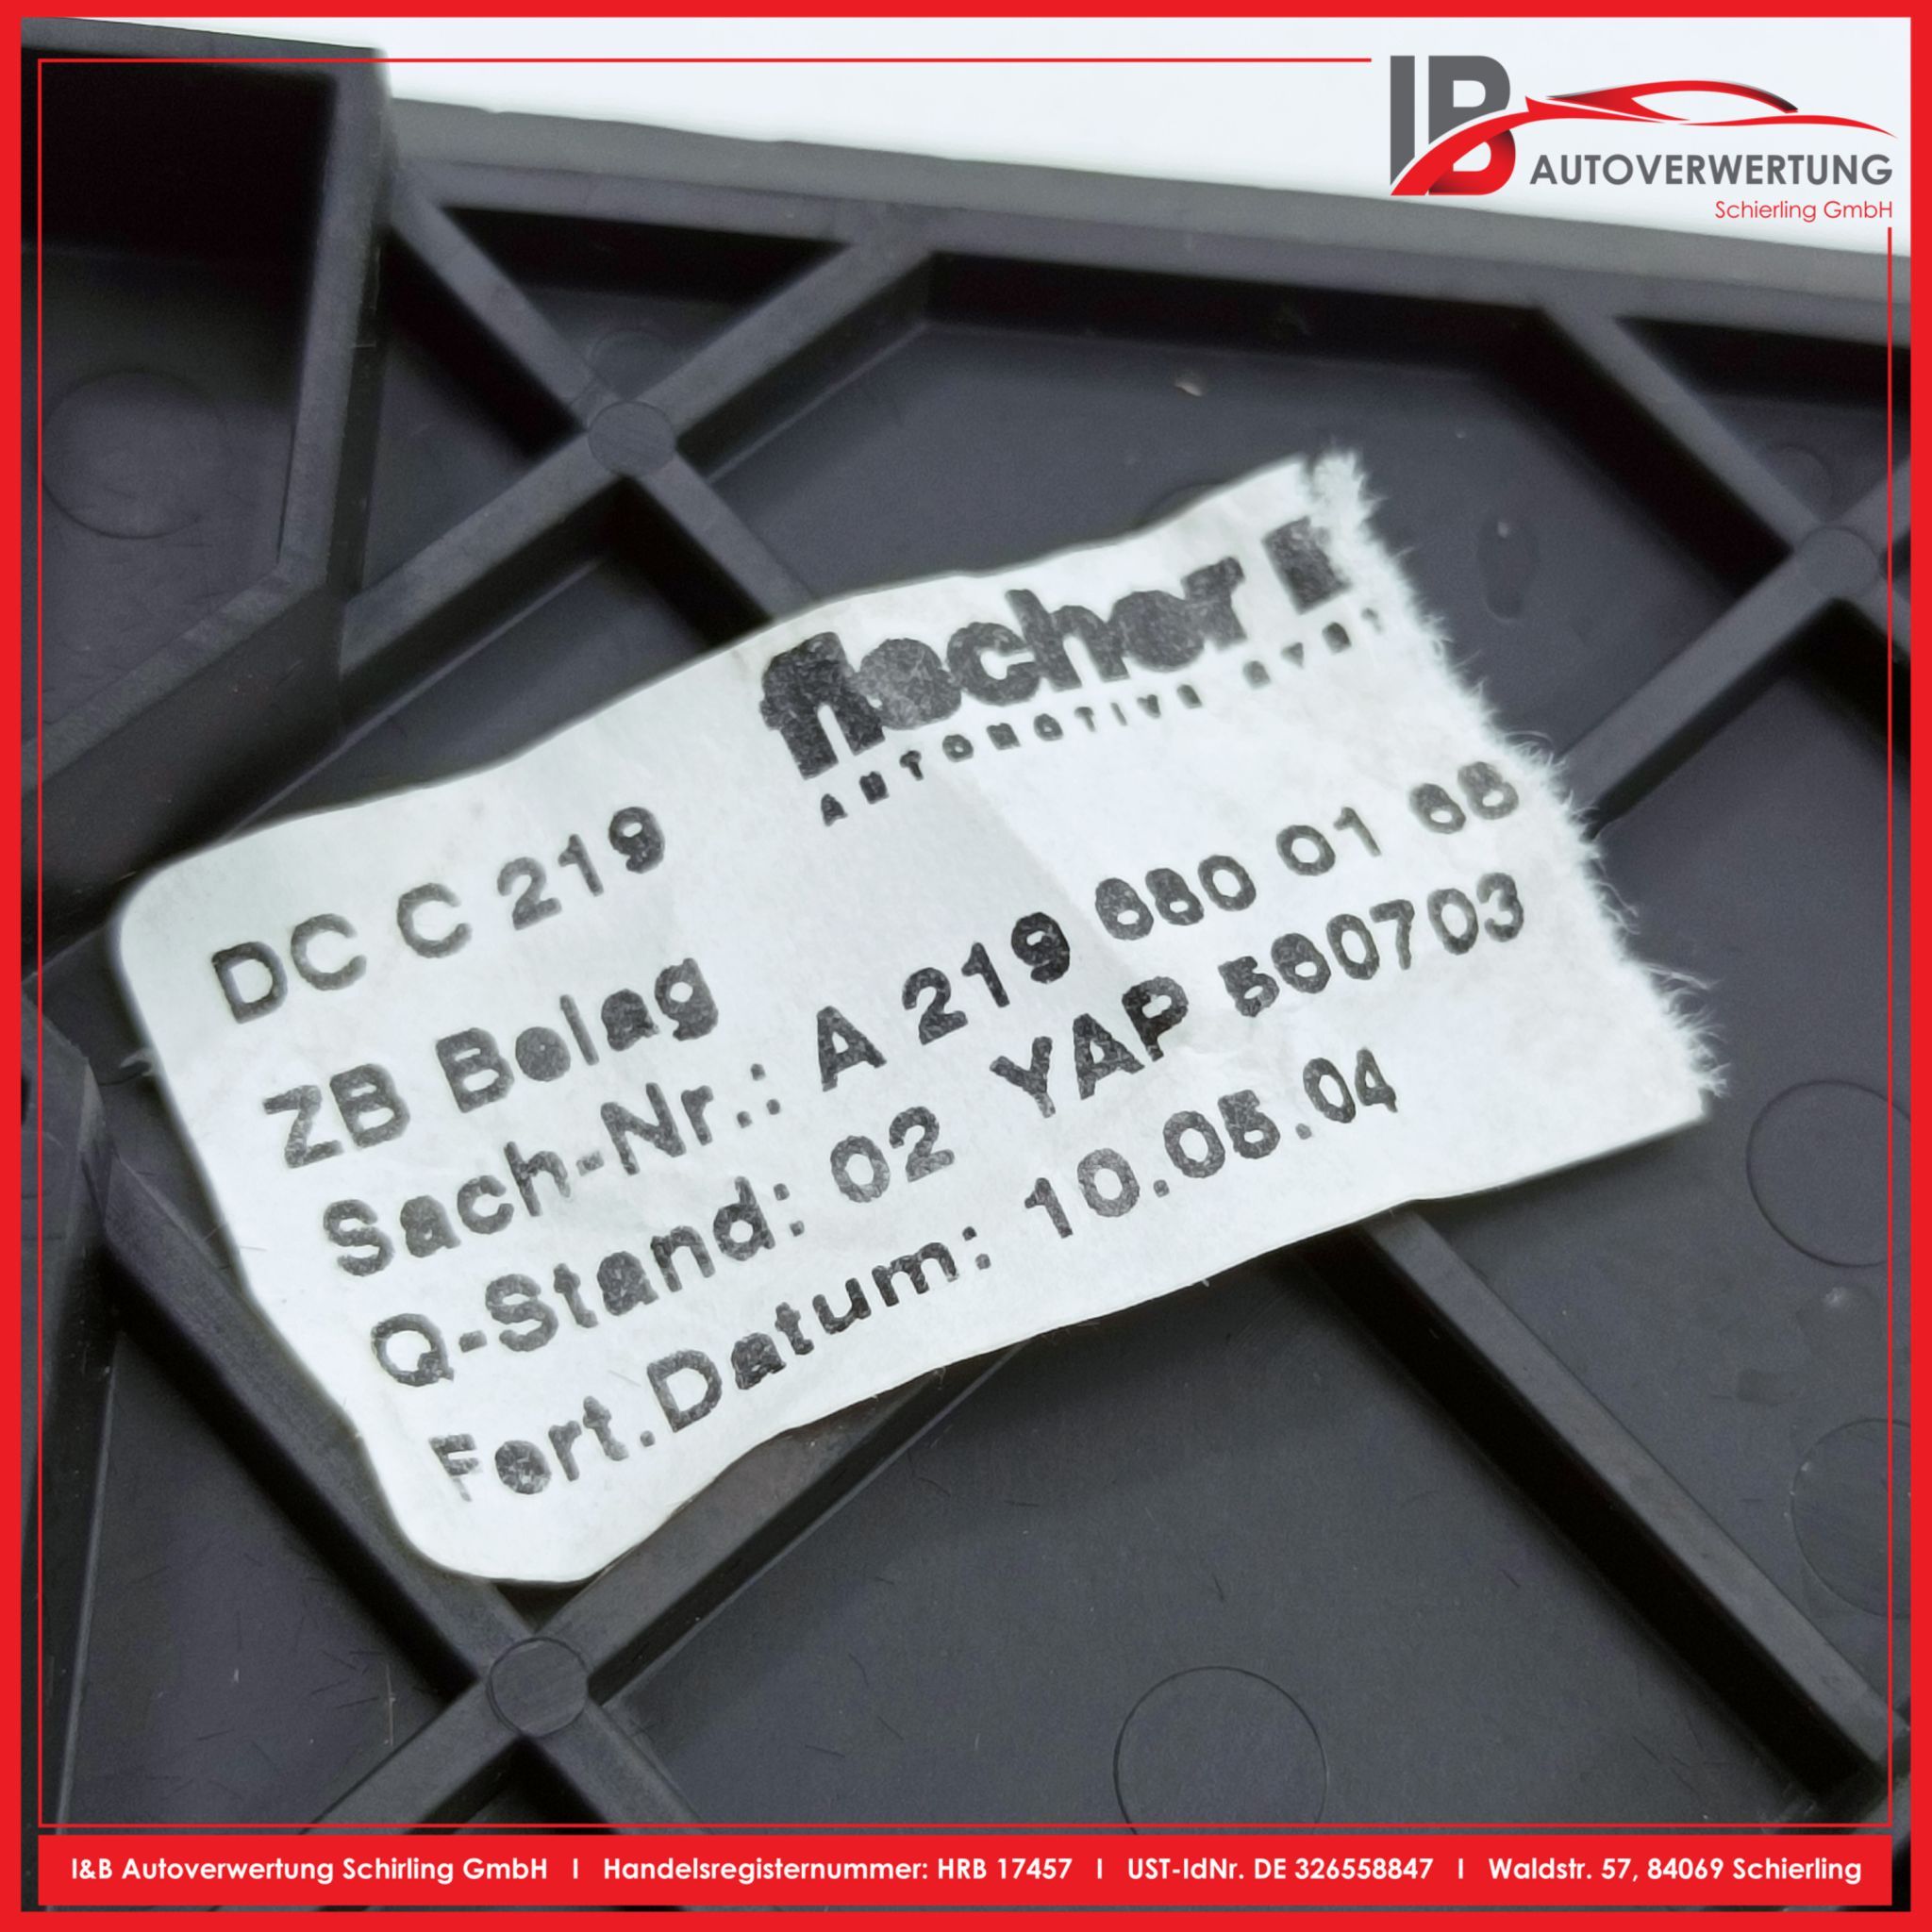 IB AUTOVERWERTUNG
Schierling GmbH
fischer
AUTOMOTIVE SYST
DC C 219
ZB Belag
Sach-Nr.: A 219 680 01 68
Q-Stand: 02 YAP 560703
Fert.Datum: 10.05.04
I&B Autoverwertung Schirling GmbH I Handelsregisternummer: HRB 17457 I UST-IdNr. DE 326558847 I Waldstr. 57, 84069 Schierling